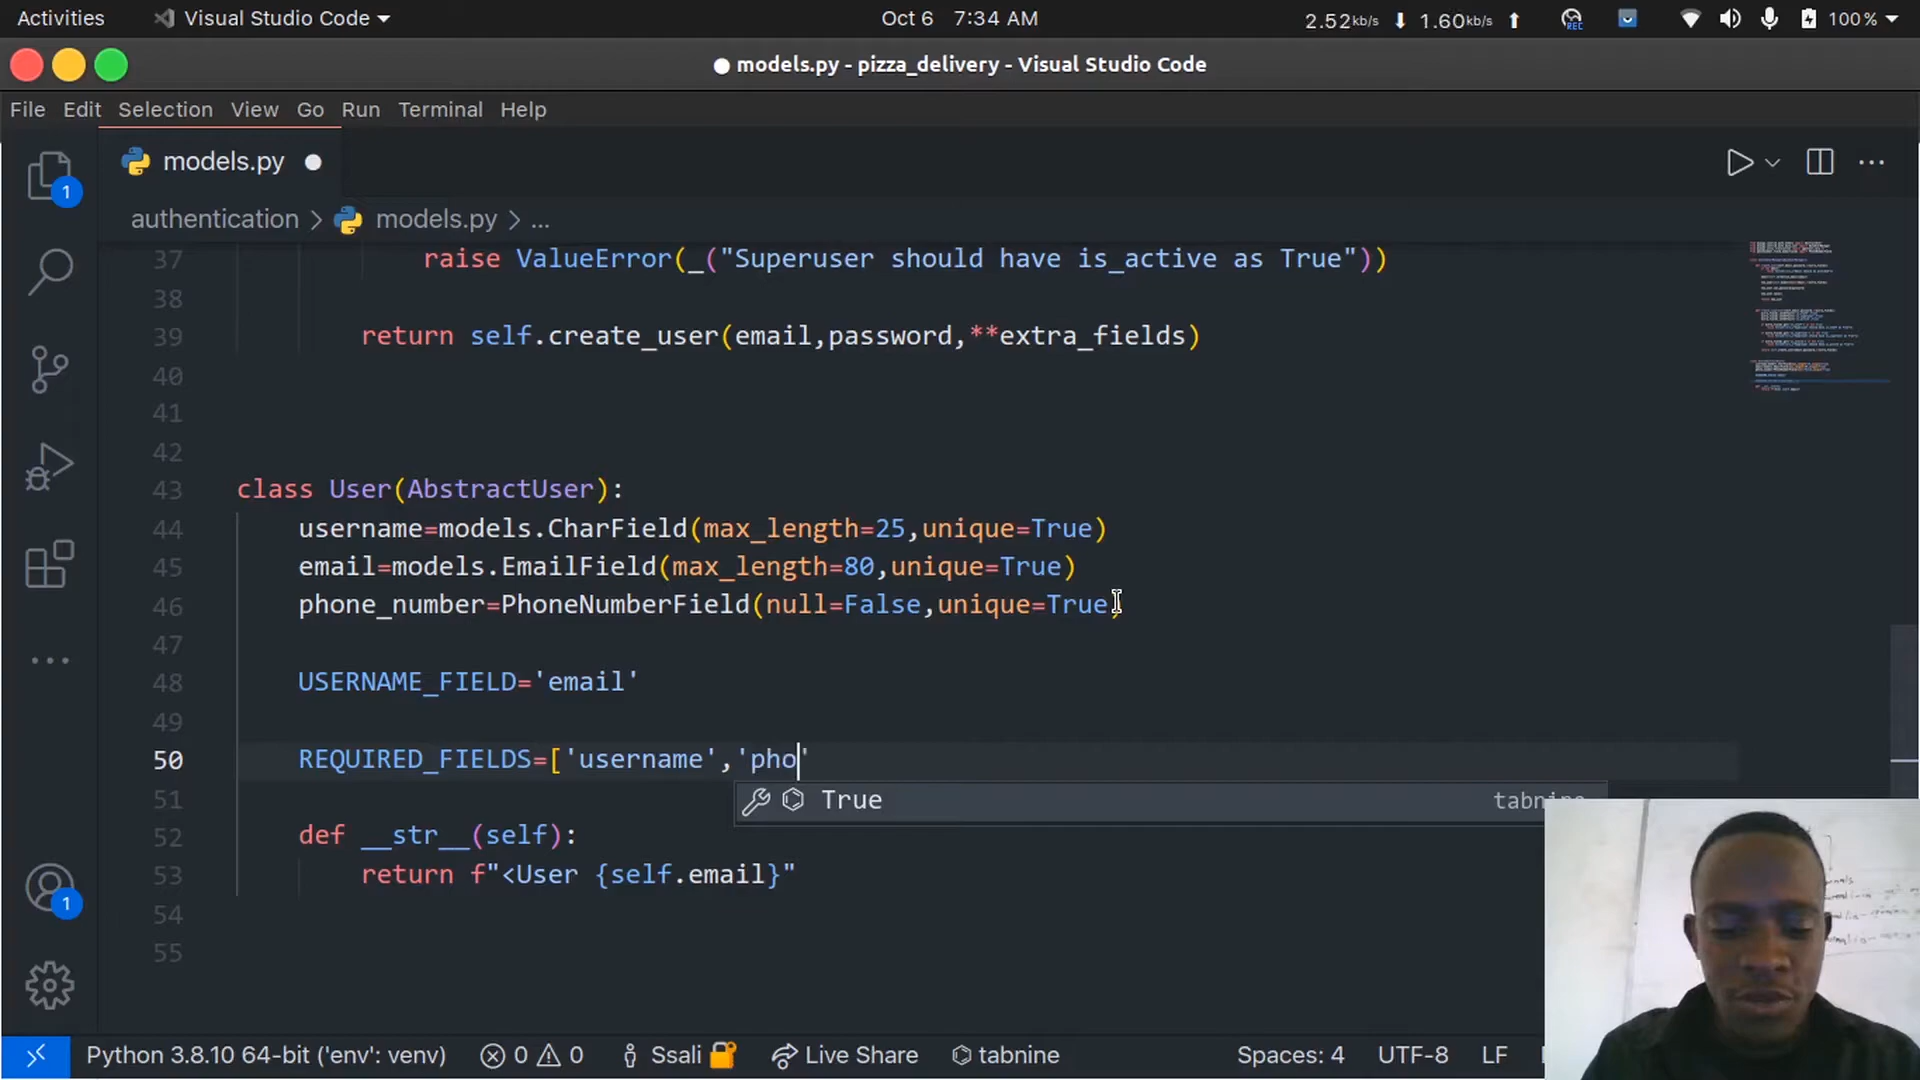 Activities Visual Studio Code Oct 6 7:34 AM 2.52kb/s 1.60kb/s REC 100%
models.py - pizza_delivery - Visual Studio Code
File Edit Selection View Go Run Terminal Help
models.py
authentication > models.py > ...
37 raise ValueError(_("Superuser should have is_active as True"))
38
39 return self.create_user(email,password,**extra_fields)
40
41
42
43 class User(AbstractUser):
44 username=models.CharField(max_length=25,unique=True)
45 email=models.EmailField(max_length=80,unique=True)
46 phone_number=PhoneNumberField(null=False,unique=True)
47
48 USERNAME_FIELD='email'
49
50 REQUIRED_FIELDS=['username','pho'
True tabnine
51
52 def __str__(self):
53 return f"<User {self.email}"
54
55
1
1
Python 3.8.10 64-bit ('env': venv) 0 0 Ssali Live Share tabnine Spaces: 4 UTF-8 LF